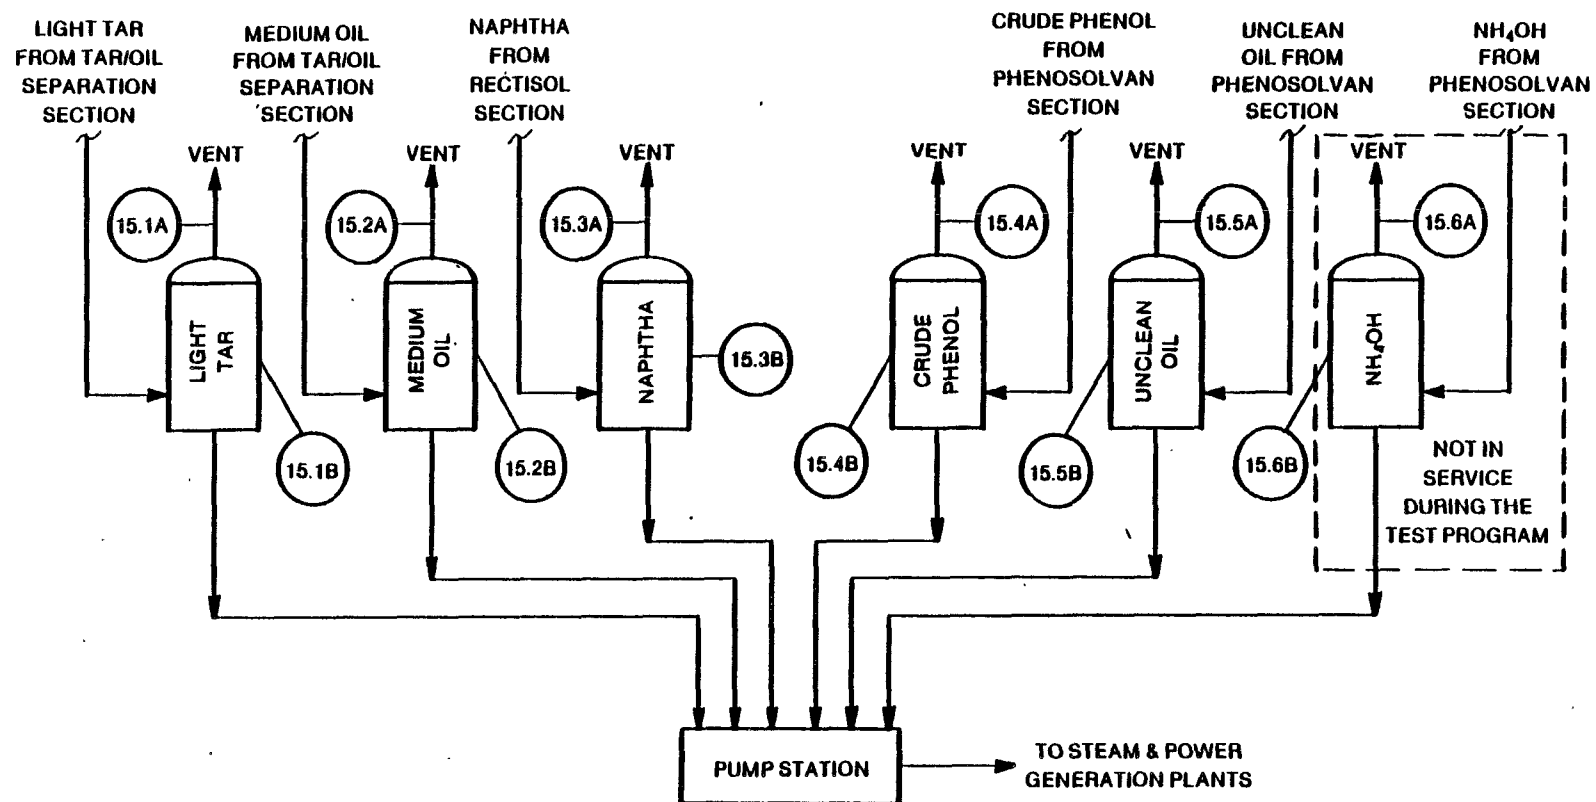 LIGHT TAR
FROM TAR/OIL
SEPARATION
SECTION
MEDIUM OIL
FROM TAR/OIL
SEPARATION
SECTION
NAPHTHA
FROM
RECTISOL
SECTION
CRUDE PHENOL
FROM
PHENOSOLVAN
SECTION
UNCLEAN
OIL FROM
PHENOSOLVAN
SECTION
NH₄OH
FROM
PHENOSOLVAN
SECTION
VENT
VENT
VENT
VENT
VENT
VENT
15.1A
15.2A
15.3A
15.4A
15.5A
15.6A
LIGHT
TAR
MEDIUM
OIL
NAPHTHA
15.3B
CRUDE
PHENOL
UNCLEAN
OIL
NH₄OH
15.1B
15.2B
15.4B
15.5B
15.6B
NOT IN
SERVICE
DURING THE
TEST PROGRAM
PUMP STATION
TO STEAM & POWER
GENERATION PLANTS